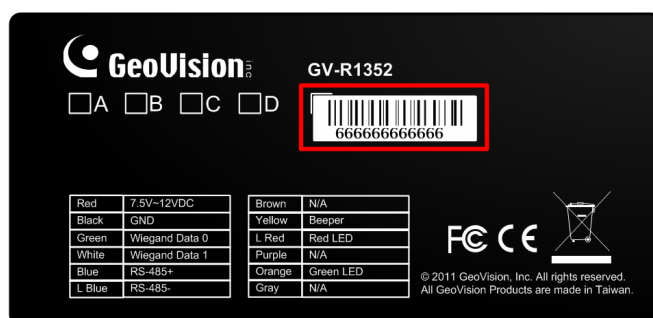 GeoVision inc
GV-R1352
A B C D
666666666666
Red 7.5V~12VDC Brown N/A
Black GND Yellow Beeper
Green Wiegand Data 0 L Red Red LED
White Wiegand Data 1 Purple N/A
Blue RS-485+ Orange Green LED
L Blue RS-485- Gray N/A
FC CE
© 2011 GeoVision, Inc. All rights reserved.
All GeoVision Products are made in Taiwan.